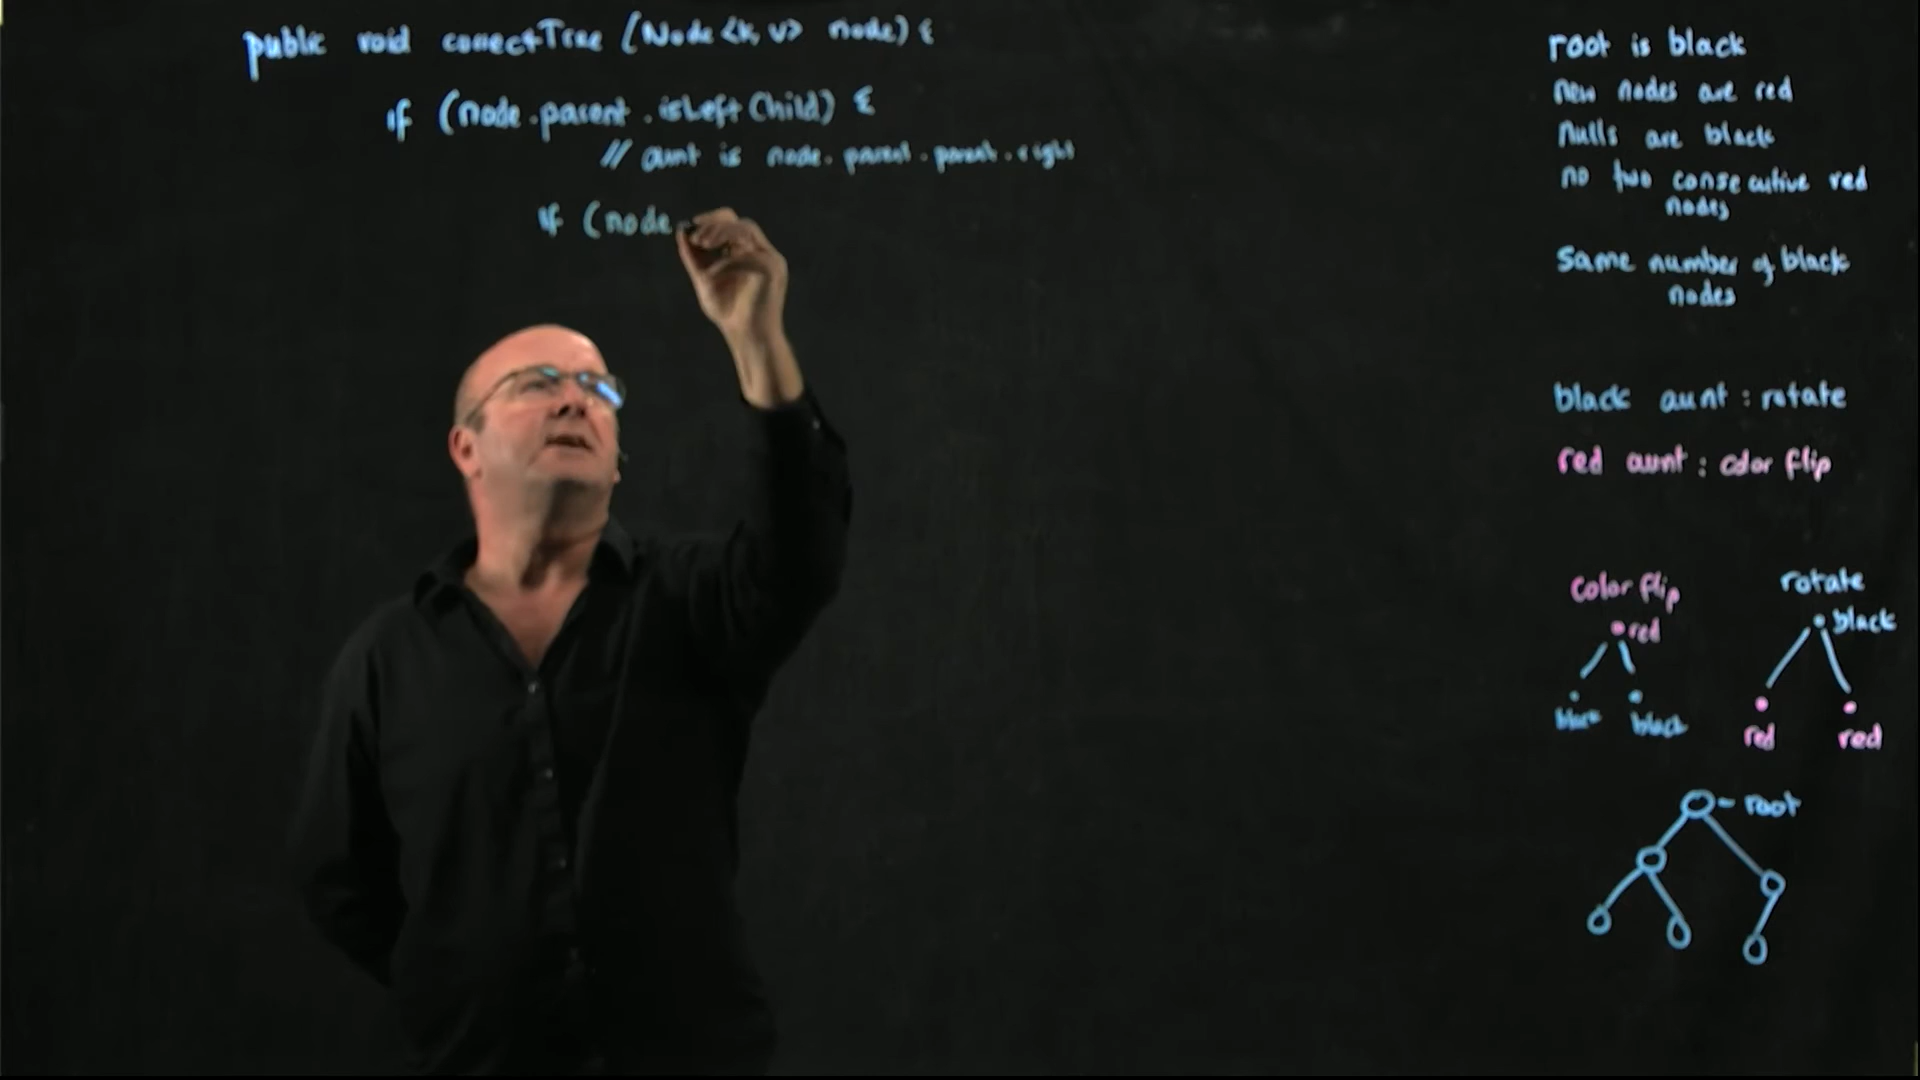 public void correctTree (Node <k, v> node) {
if (node.parent.isLeftChild) {
// aunt is node.parent.parent.right
if (node.
root is black
new nodes are red
nulls are black
no two consecutive red
nodes
same number of black
nodes
black aunt : rotate
red aunt : color flip
color flip
rotate
red
black
black
black
red
red
root